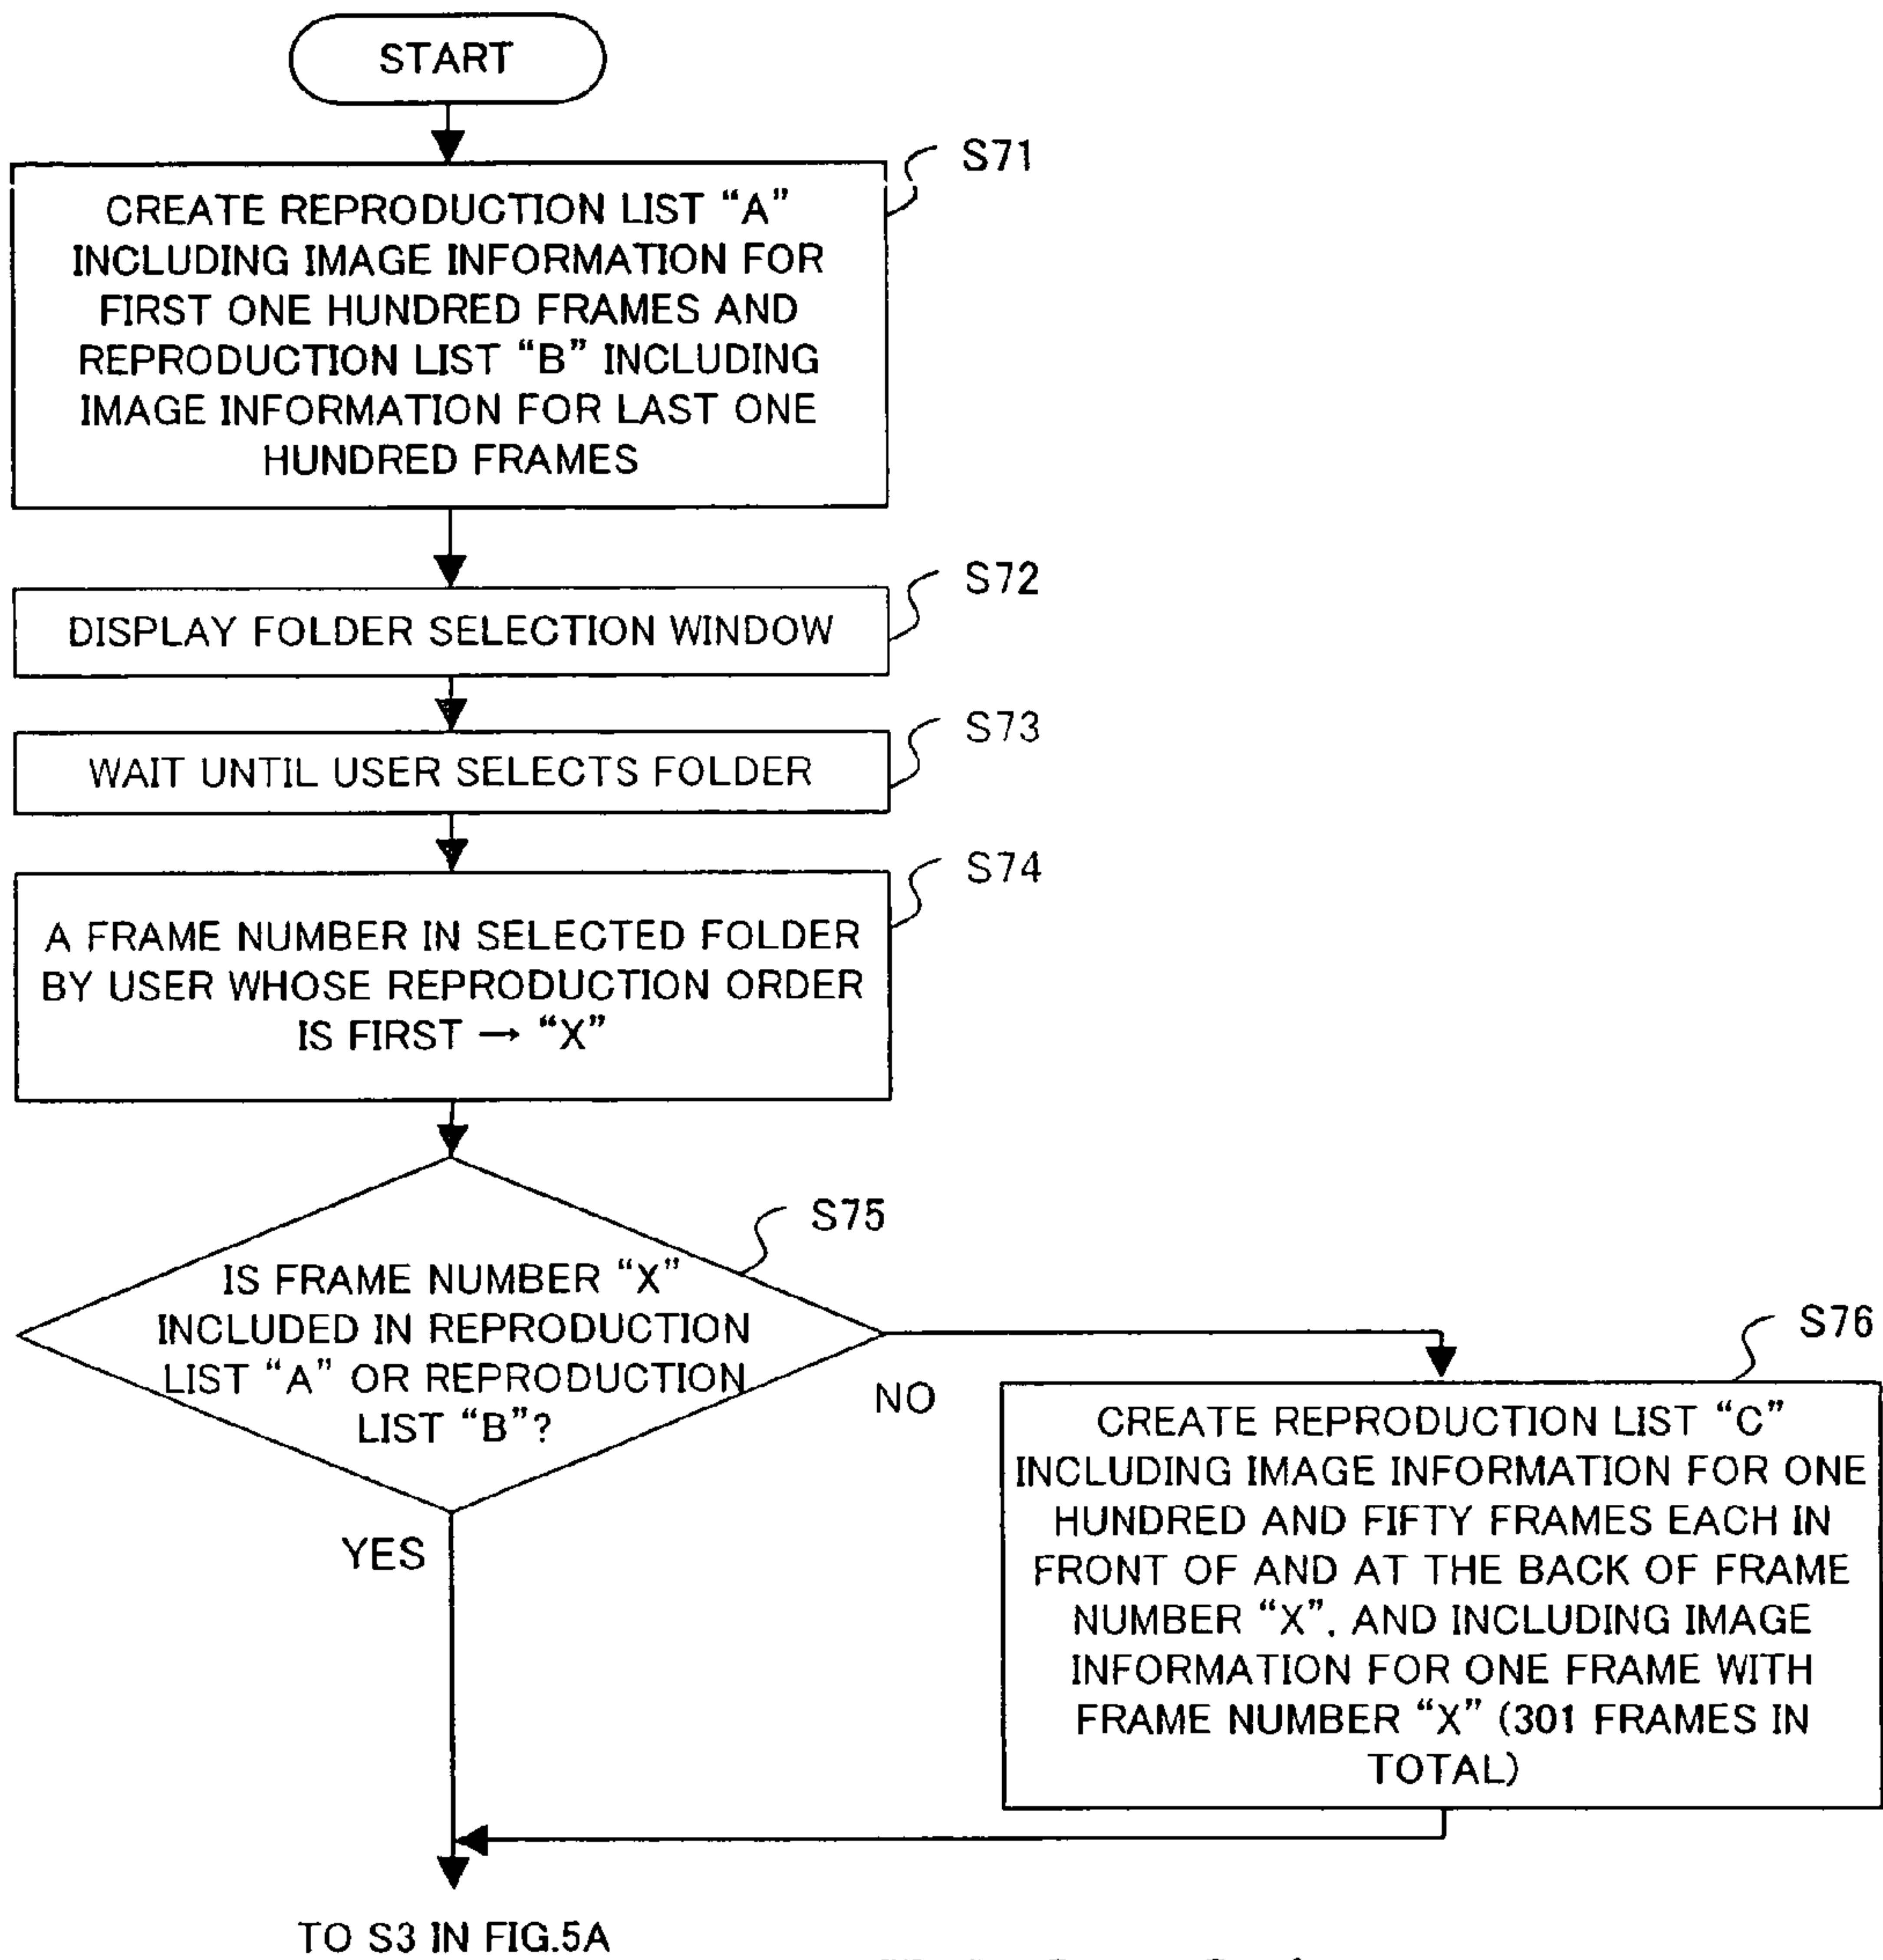 START
S71
CREATE REPRODUCTION LIST “A”
INCLUDING IMAGE INFORMATION FOR
FIRST ONE HUNDRED FRAMES AND
REPRODUCTION LIST “B” INCLUDING
IMAGE INFORMATION FOR LAST ONE
HUNDRED FRAMES
S72
DISPLAY FOLDER SELECTION WINDOW
S73
WAIT UNTIL USER SELECTS FOLDER
S74
A FRAME NUMBER IN SELECTED FOLDER
BY USER WHOSE REPRODUCTION ORDER
IS FIRST → “X”
S75
IS FRAME NUMBER “X”
INCLUDED IN REPRODUCTION
LIST “A” OR REPRODUCTION
LIST “B”?
NO
YES
S76
CREATE REPRODUCTION LIST “C”
INCLUDING IMAGE INFORMATION FOR ONE
HUNDRED AND FIFTY FRAMES EACH IN
FRONT OF AND AT THE BACK OF FRAME
NUMBER “X”, AND INCLUDING IMAGE
INFORMATION FOR ONE FRAME WITH
FRAME NUMBER “X” (301 FRAMES IN
TOTAL)
TO S3 IN FIG.5A